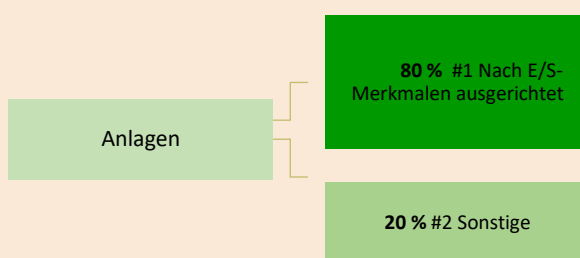 80 % #1 Nach E/S-
Merkmalen ausgerichtet
Anlagen
20 % #2 Sonstige